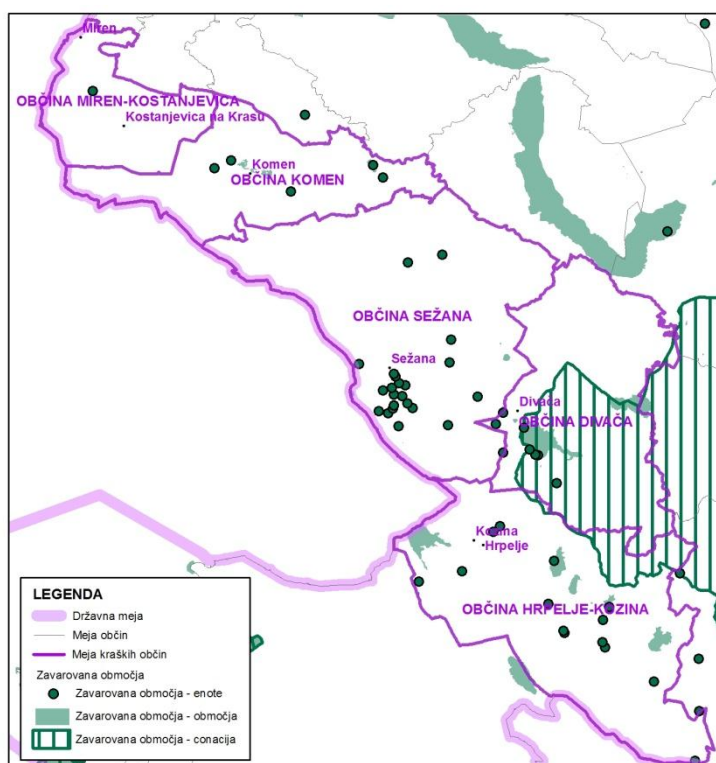 Miren
OBČINA MIREN-KOSTANJEVICA
Kostanjevica na Krasu
Komen
OBČINA KOMEN
OBČINA SEŽANA
Sežana
Divača
OBČINA DIVAČA
Kozina
Hrpelje
OBČINA HRPELJE-KOZINA
LEGENDA
Državna meja
Meja občin
Meja kraških občin
Zavarovana območja
Zavarovana območja - enote
Zavarovana območja - območja
Zavarovana območja - conacija